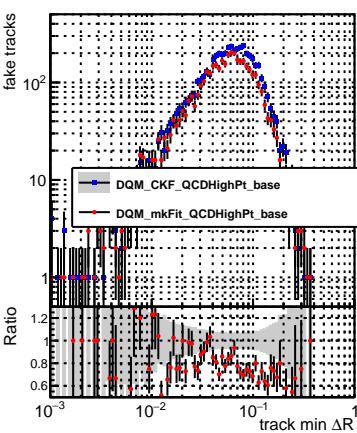 fake tracks
10²
10
1
DQM_CKF_QCDHighPt_base
DQM_mkFit_QCDHighPt_base
Ratio
1.2
1
0.8
0.6
10⁻³ 10⁻² 10⁻¹ 1
track min ΔR